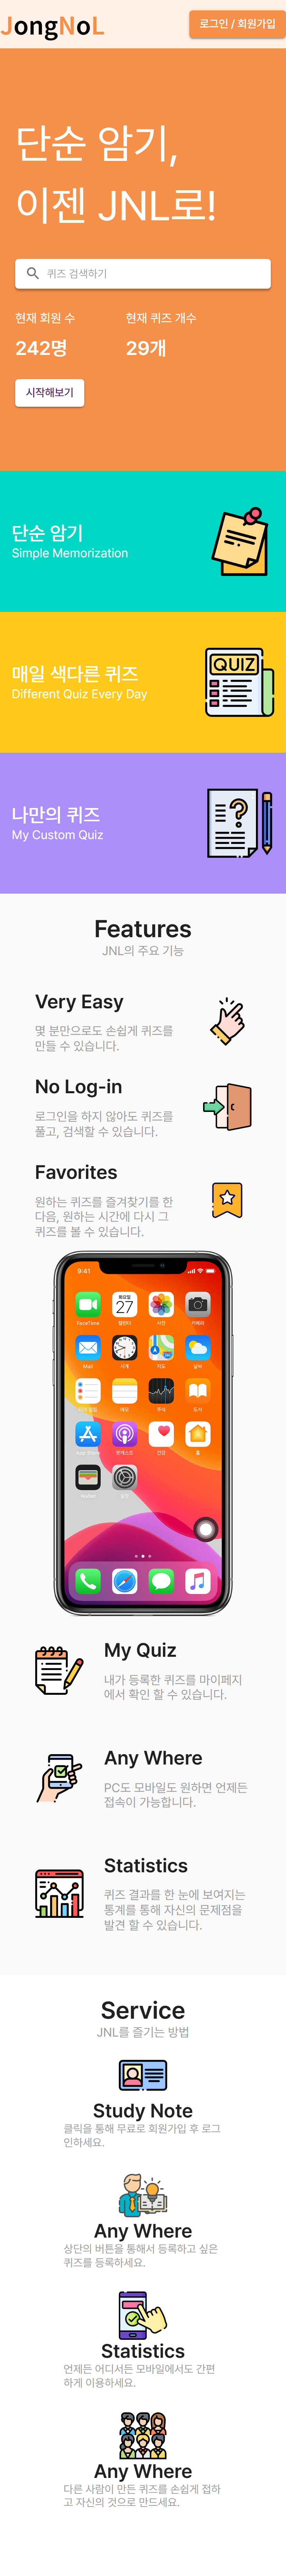 JongNoL
로그인 / 회원가입
단순 암기,
이젠 JNL로!
퀴즈 검색하기
현재 회원 수
현재 퀴즈 개수
242명
29개
시작해보기
단순 암기
Simple Memorization
매일 색다른 퀴즈
Different Quiz Every Day
QUIZ
나만의 퀴즈
My Custom Quiz
Features
JNL의 주요 기능
Very Easy
몇 분만으로도 손쉽게 퀴즈를
만들 수 있습니다.
No Log-in
로그인을 하지 않아도 퀴즈를
풀고, 검색할 수 있습니다.
Favorites
원하는 퀴즈를 즐겨찾기를 한
다음, 원하는 시간에 다시 그
퀴즈를 볼 수 있습니다.
9:41
화요일
27
FaceTime
캘린더
사진
카메라
Mail
시계
지도
날씨
메모
주식
도서
App Store
팟캐스트
건강
홈
설정
My Quiz
내가 등록한 퀴즈를 마이페지
에서 확인 할 수 있습니다.
Any Where
PC도 모바일도 원하면 언제든
접속이 가능합니다.
Statistics
퀴즈 결과를 한 눈에 보여지는
통계를 통해 자신의 문제점을
발견 할 수 있습니다.
Service
JNL를 즐기는 방법
Study Note
클릭을 통해 무료로 회원가입 후 로그
인하세요.
Any Where
상단의 버튼을 통해서 등록하고 싶은
퀴즈를 등록하세요.
Statistics
언제든 어디서든 모바일에서도 간편
하게 이용하세요.
Any Where
다른 사람이 만든 퀴즈를 손쉽게 접하
고 자신의 것으로 만드세요.